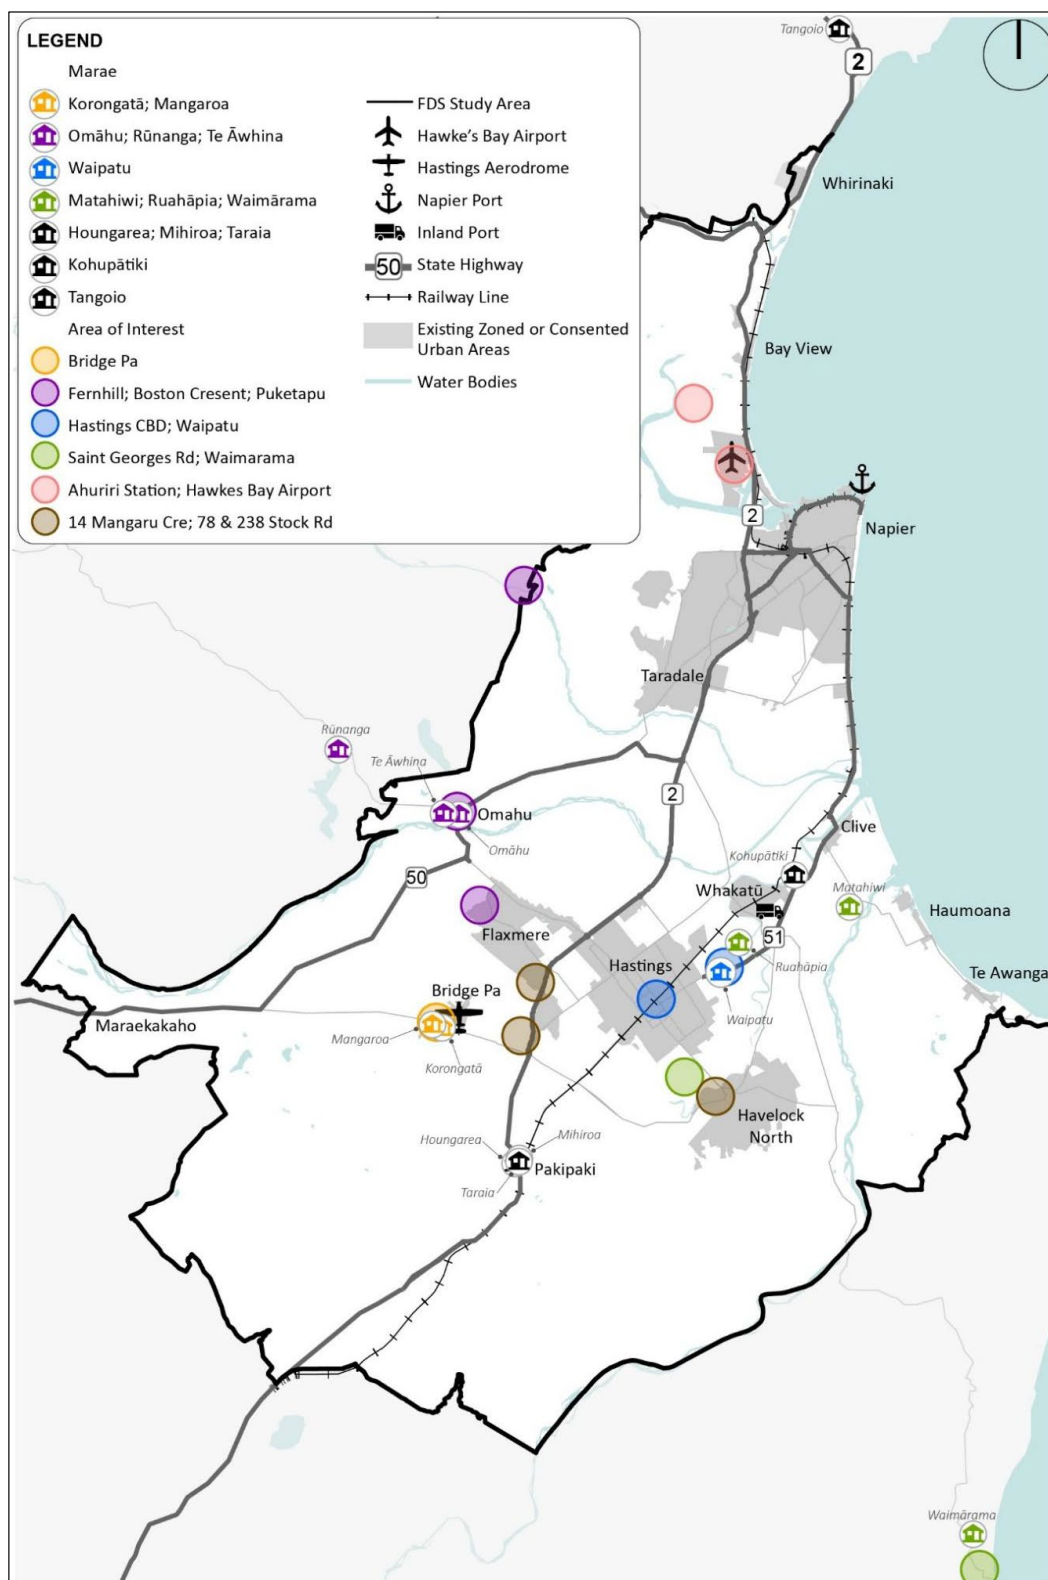 LEGEND
Marae
Korongatā; Mangaroa
Omāhu; Rūnanga; Te Āwhina
Waipatu
Matahiwi; Ruahāpia; Waimārama
Houngarea; Mihiroa; Taraia
Kohupātiki
Tangoio
Area of Interest
Bridge Pa
Fernhill; Boston Cresent; Puketapu
Hastings CBD; Waipatu
Saint Georges Rd; Waimarama
Ahuriri Station; Hawkes Bay Airport
14 Mangaru Cre; 78 & 238 Stock Rd
FDS Study Area
Hawke's Bay Airport
Hastings Aerodrome
Napier Port
Inland Port
50 State Highway
Railway Line
Existing Zoned or Consented
Urban Areas
Water Bodies
Tangoio
2
Whirinaki
Bay View
2
Napier
Taradale
Rūnanga
Te Āwhina
2
Omahu
Clive
Omāhu
Kohupātiki
50
Whakatū
Matahiwi
Haumoana
Flaxmere
51
Hastings
Ruahāpia
Te Awanga
Bridge Pa
Waipatu
Maraekakaho
Mangaroa
Korongatā
Havelock
North
Houngarea
Mihiroa
Pakipaki
Taraia
Waimārama